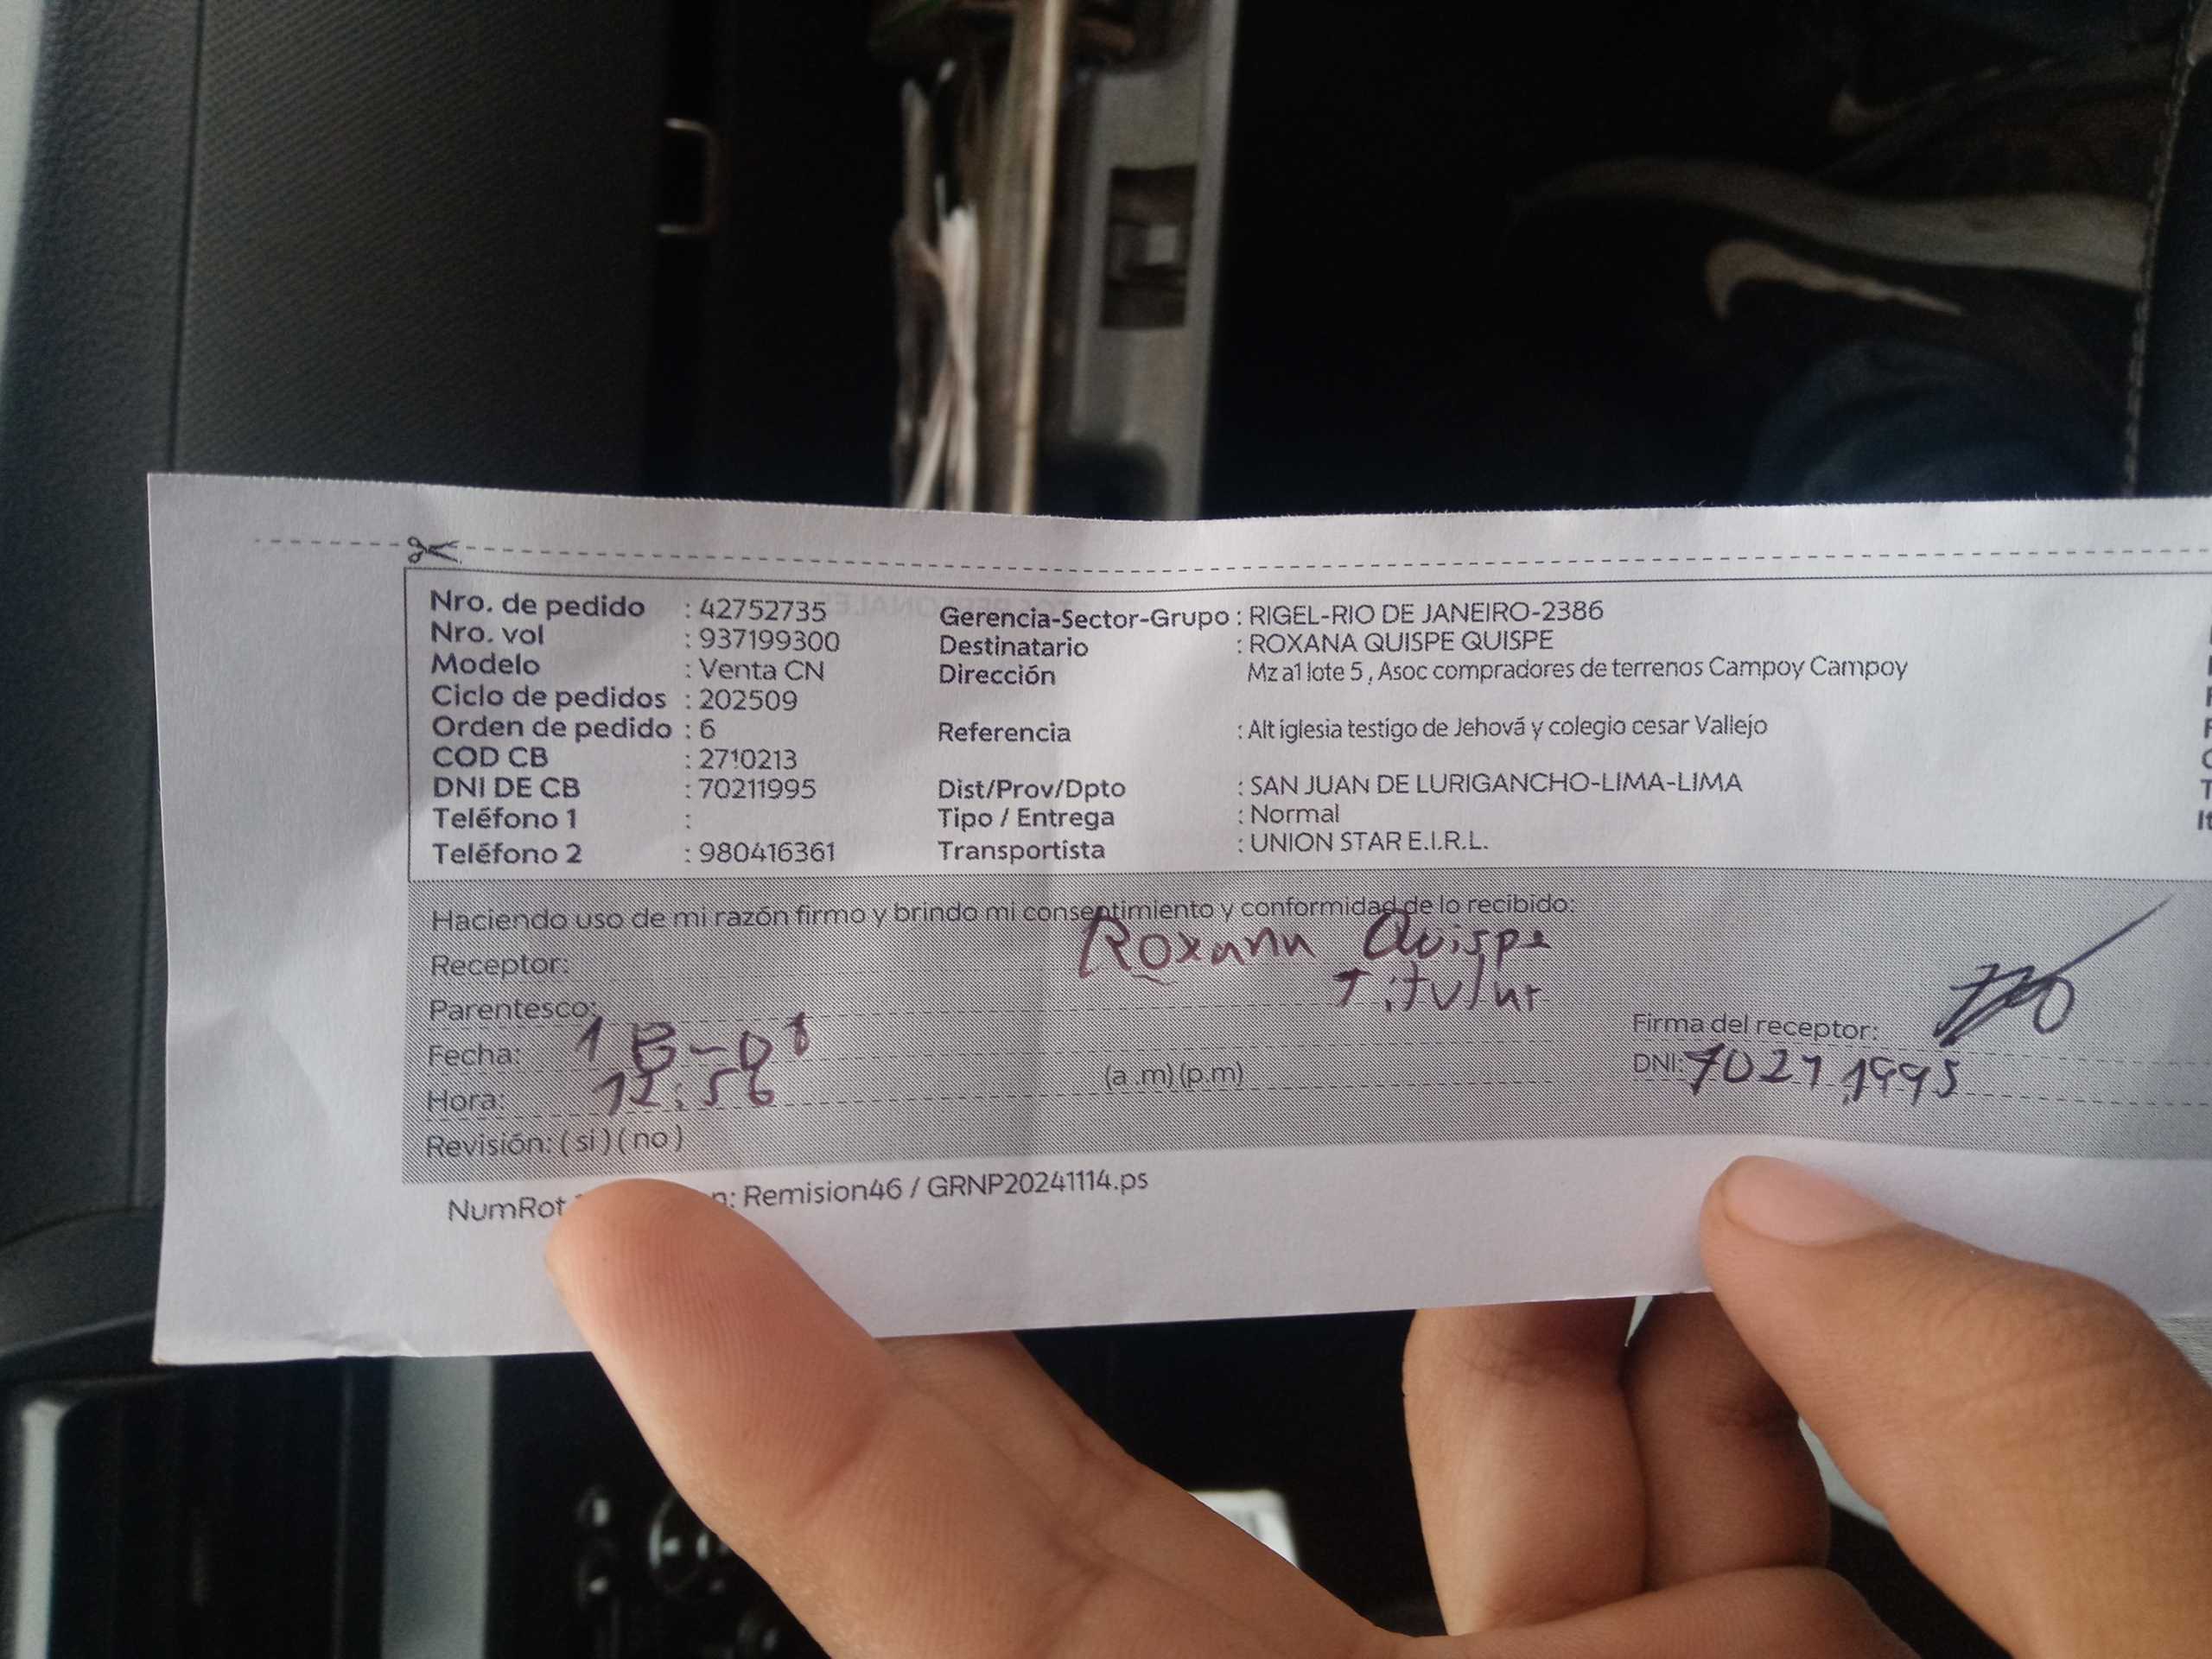 Nro. de pedido : 42752735
Nro. vol : 937199300
Modelo : Venta CN
Ciclo de pedidos : 202509
Orden de pedido : 6
COD CB : 2710213
DNI DE CB : 70211995
Teléfono 1 :
Teléfono 2 : 980416361
Gerencia-Sector-Grupo : RIGEL-RIO DE JANEIRO-2386
Destinatario : ROXANA QUISPE QUISPE
Dirección Mz a1 lote 5 , Asoc compradores de terrenos Campoy Campoy
Referencia : Alt iglesia testigo de Jehová y colegio cesar Vallejo
Dist/Prov/Dpto : SAN JUAN DE LURIGANCHO-LIMA-LIMA
Tipo / Entrega : Normal
Transportista : UNION STAR E.I.R.L.
Haciendo uso de mi razón firmo y brindo mi consentimiento y conformidad de lo recibido:
Receptor: Roxana Quispe
Parentesco: Titular
Fecha:
Hora: 12:56 (a .m) (p.m)
Revisión: ( si ) ( no )
Firma del receptor:
DNI: 70211995
NumRot Remision46 / GRNP20241114.ps